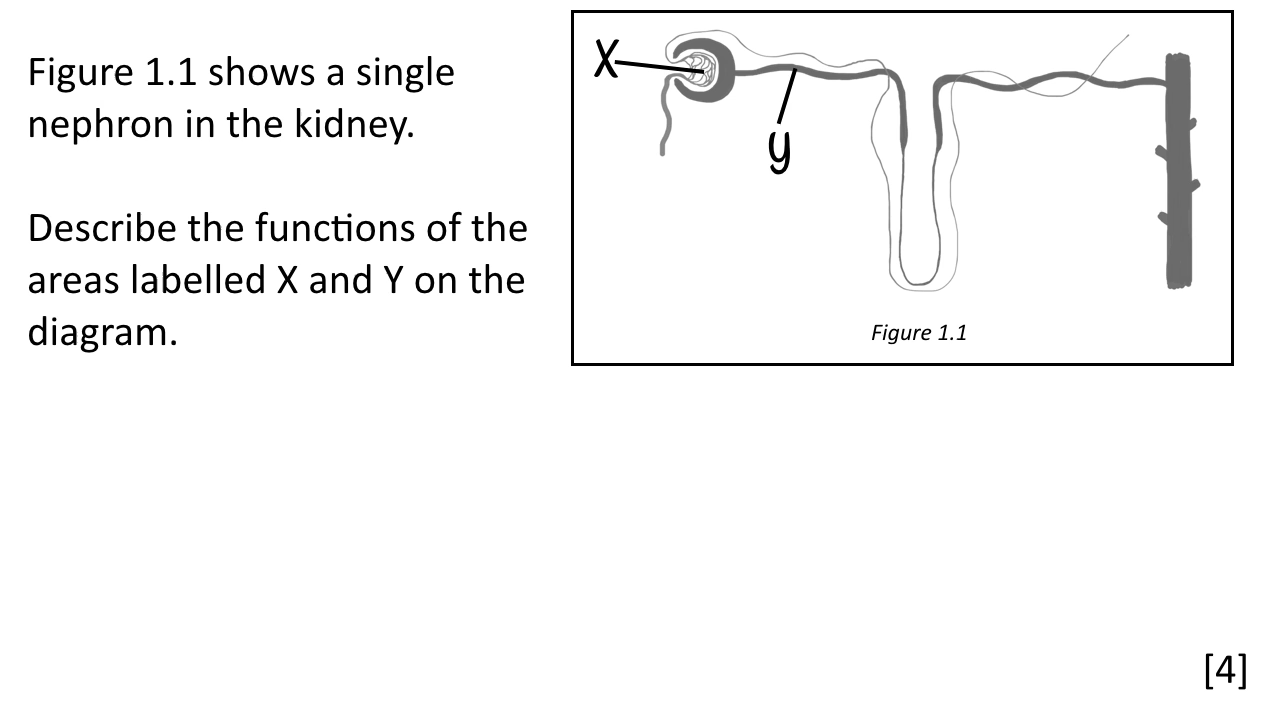 Figure 1.1 shows a single
nephron in the kidney.
Describe the functions of the
areas labelled X and Y on the
diagram.
X
y
Figure 1.1
[4]